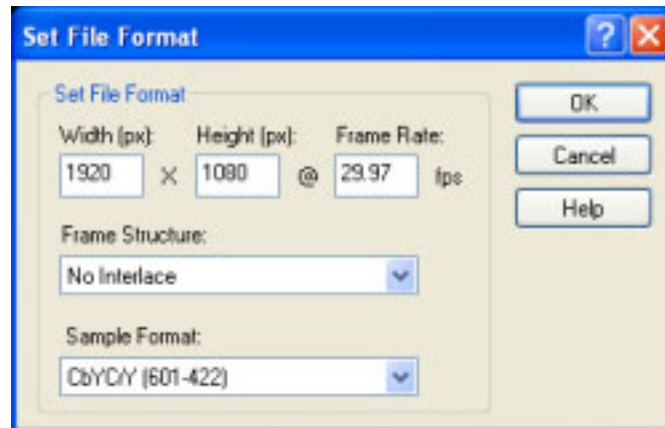 Set File Format
Set File Format
OK
Width (px): Height (px): Frame Rate:
1920 X 1080 @ 29.97 fps
Cancel
Help
Frame Structure:
No Interlace
Sample Format:
CbYCrY (601-422)